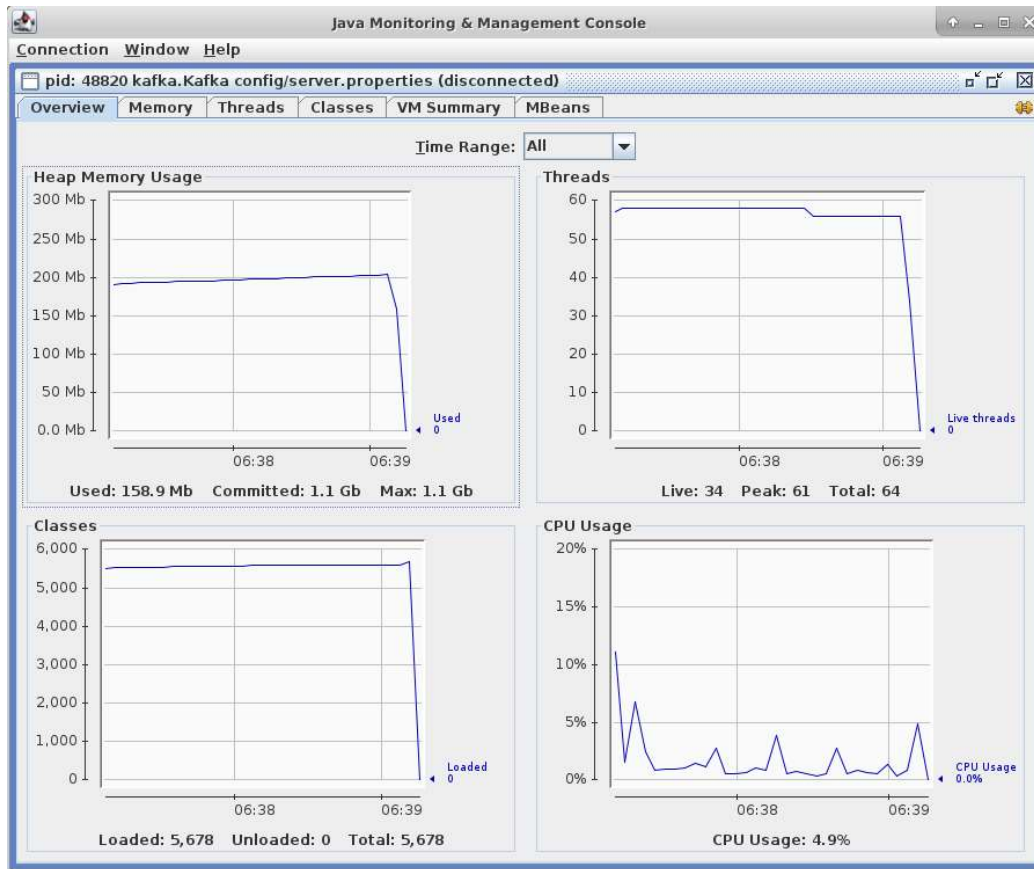 Java Monitoring & Management Console
Connection Window Help
pid: 48820 kafka.Kafka config/server.properties (disconnected)
Overview Memory Threads Classes VM Summary MBeans
Time Range: All
Heap Memory Usage
300 Mb
250 Mb
200 Mb
150 Mb
100 Mb
50 Mb
0.0 Mb
Used
0
06:38 06:39
Used: 158.9 Mb Committed: 1.1 Gb Max: 1.1 Gb
Threads
60
50
40
30
20
10
0
Live threads
0
06:38 06:39
Live: 34 Peak: 61 Total: 64
Classes
6,000
5,000
4,000
3,000
2,000
1,000
0
Loaded
0
06:38 06:39
Loaded: 5,678 Unloaded: 0 Total: 5,678
CPU Usage
20%
15%
10%
5%
0%
CPU Usage
0.0%
06:38 06:39
CPU Usage: 4.9%